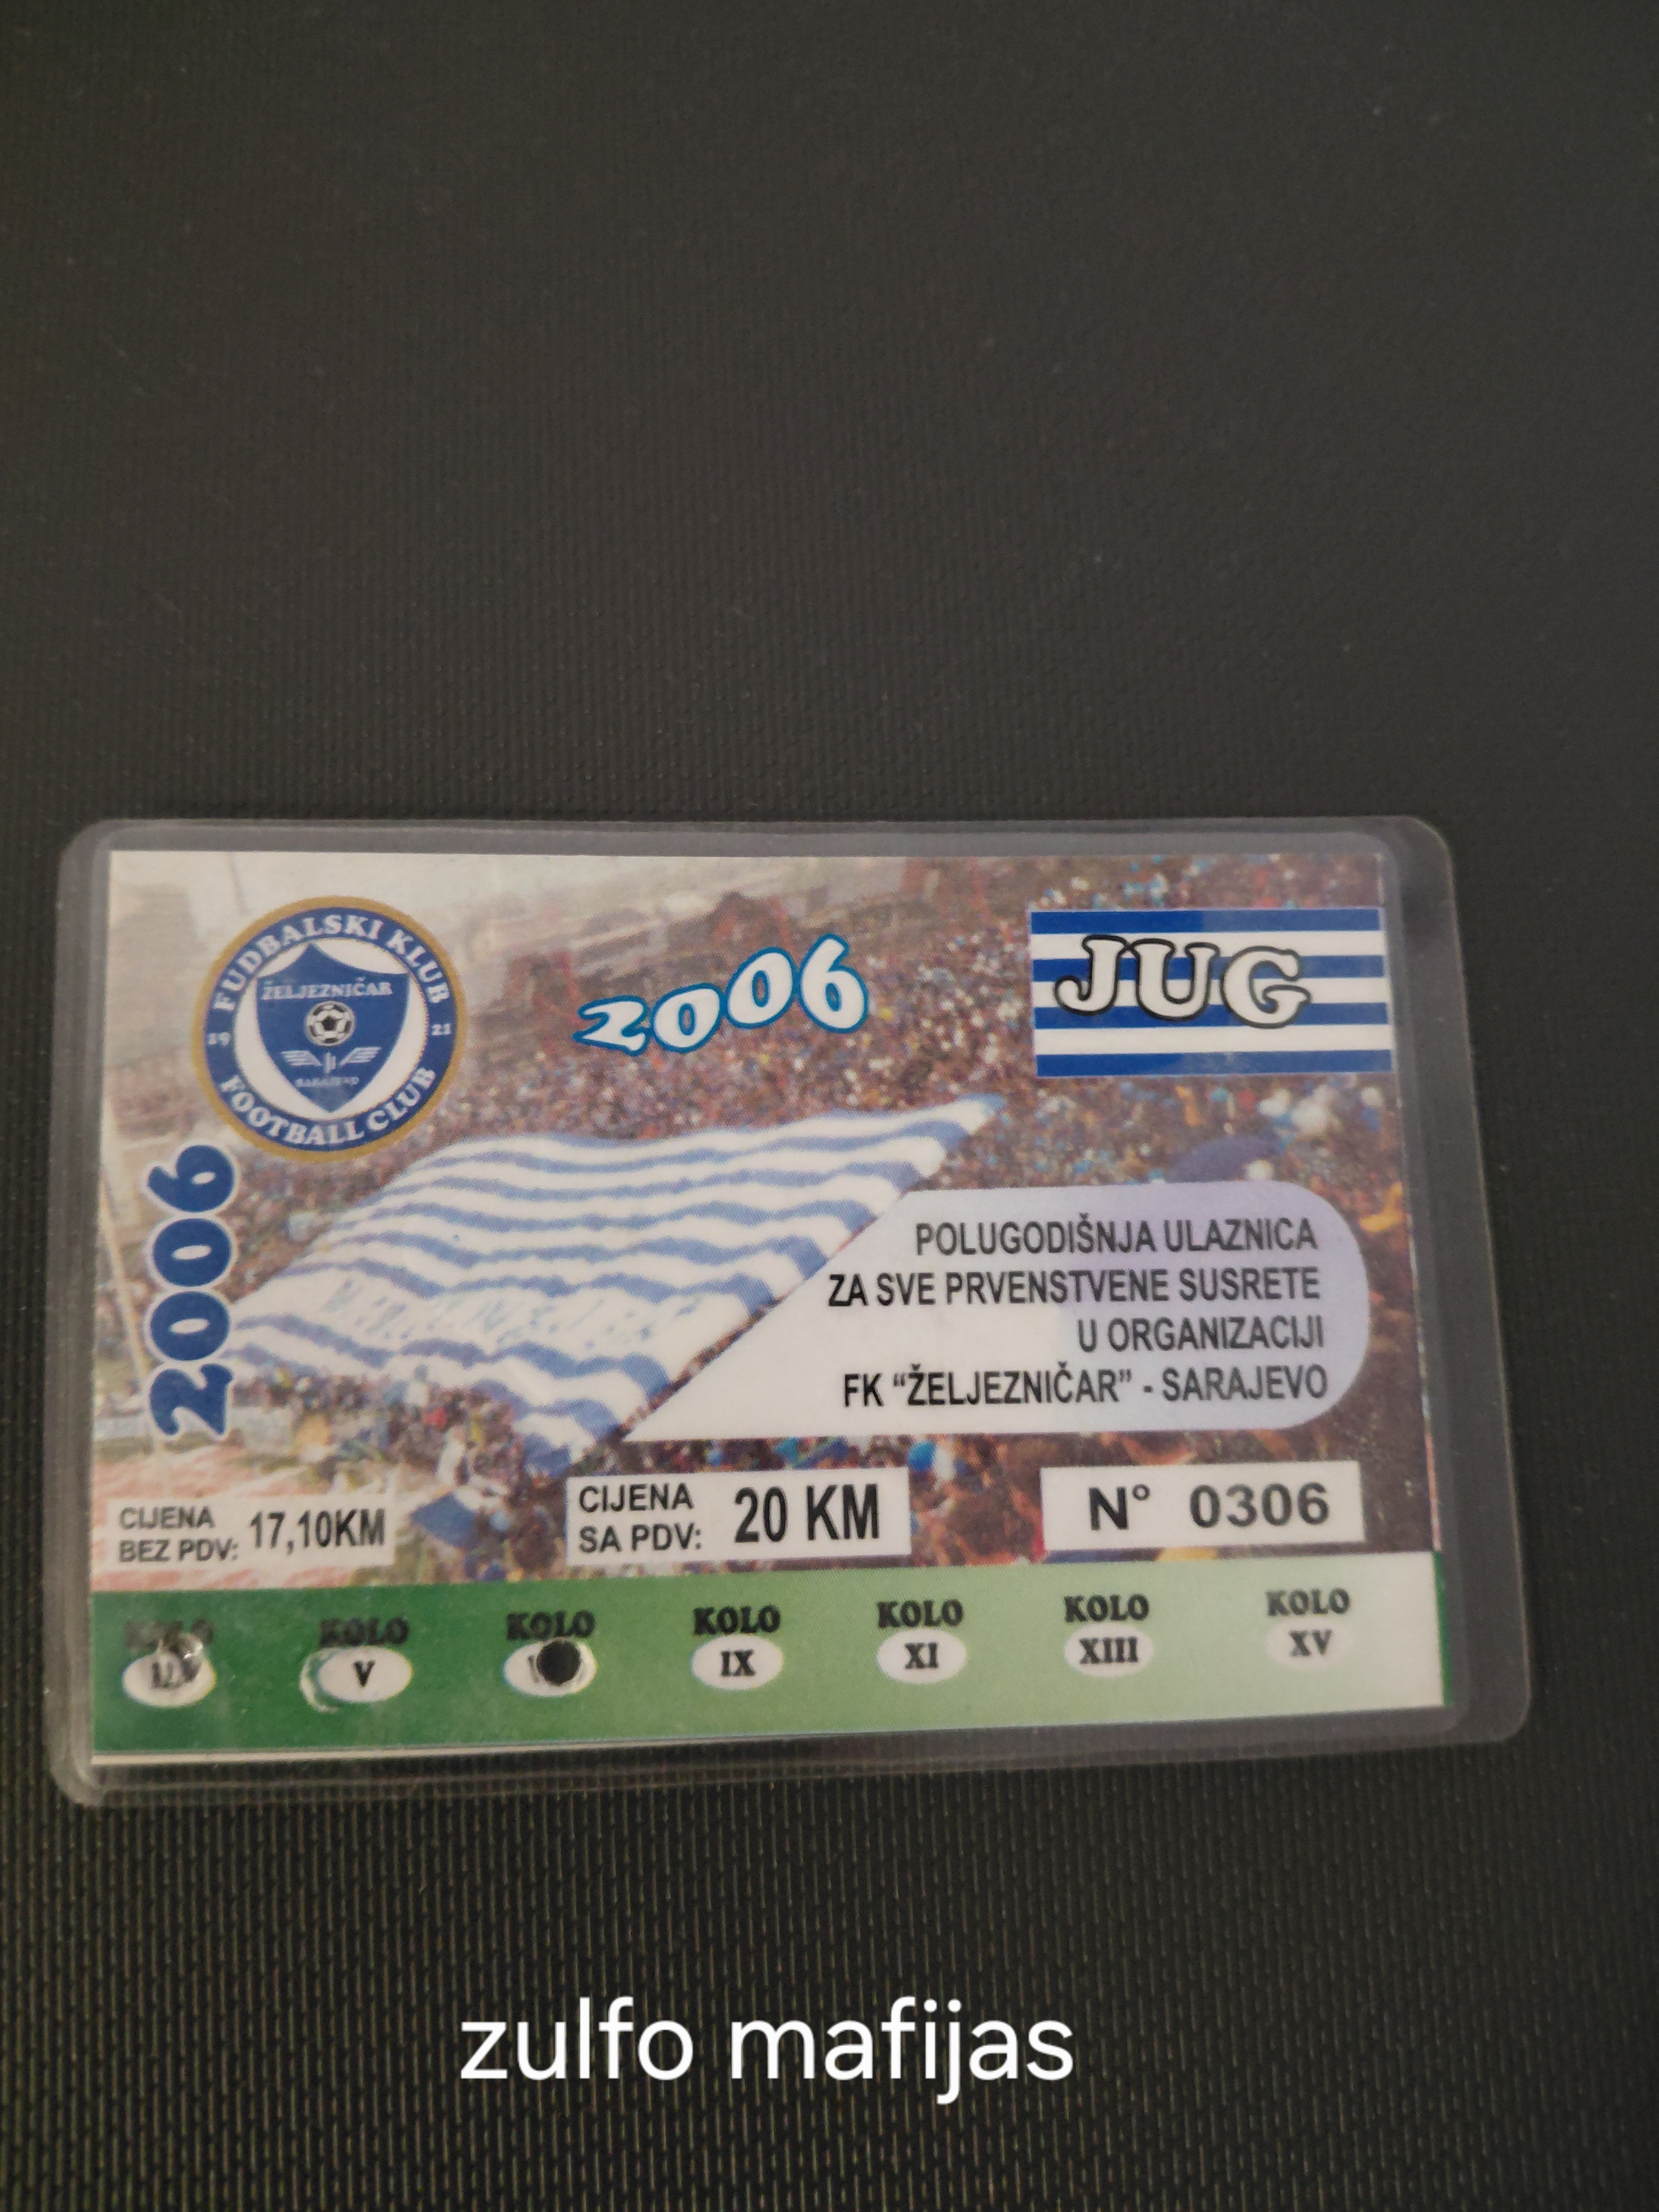 FUDBALSKI KLUB
ŽELJEZNIČAR
19 21
SARAJEVO
FOOTBALL CLUB
2006
JUG
2006
POLUGODIŠNJA ULAZNICA
ZA SVE PRVENSTVENE SUSRETE
U ORGANIZACIJI
FK “ŽELJEZNIČAR” - SARAJEVO
CIJENA
BEZ PDV: 17,10KM
CIJENA
SA PDV: 20 KM
N° 0306
KOLO KOLO KOLO KOLO KOLO KOLO KOLO
V IX XI XIII XV
zulfo mafijas